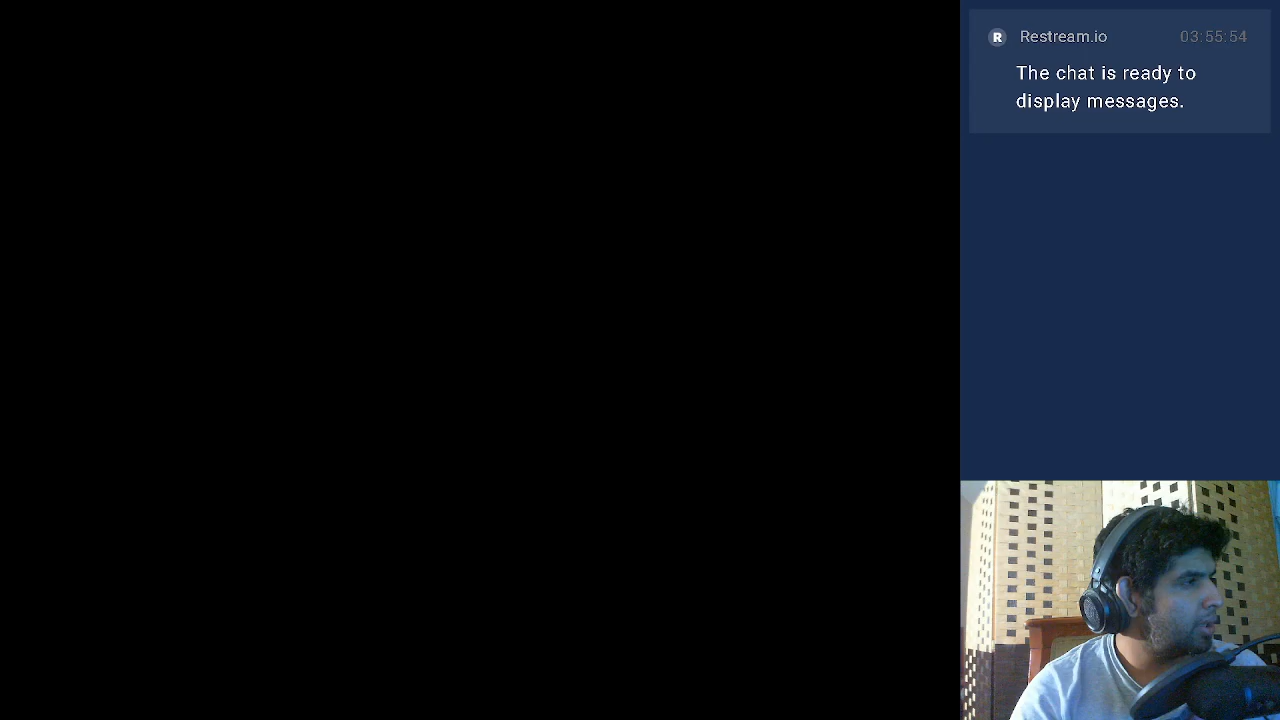 R Restream.io 03:55:54
The chat is ready to
display messages.